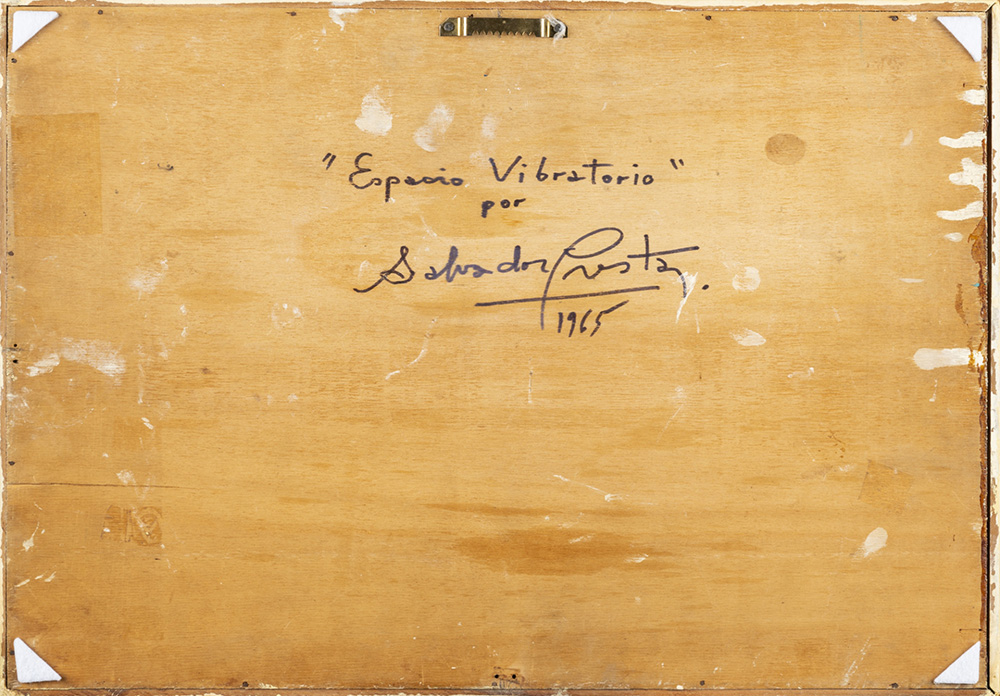 "Espacio Vibratorio"
por
Salvador Presta.
1965